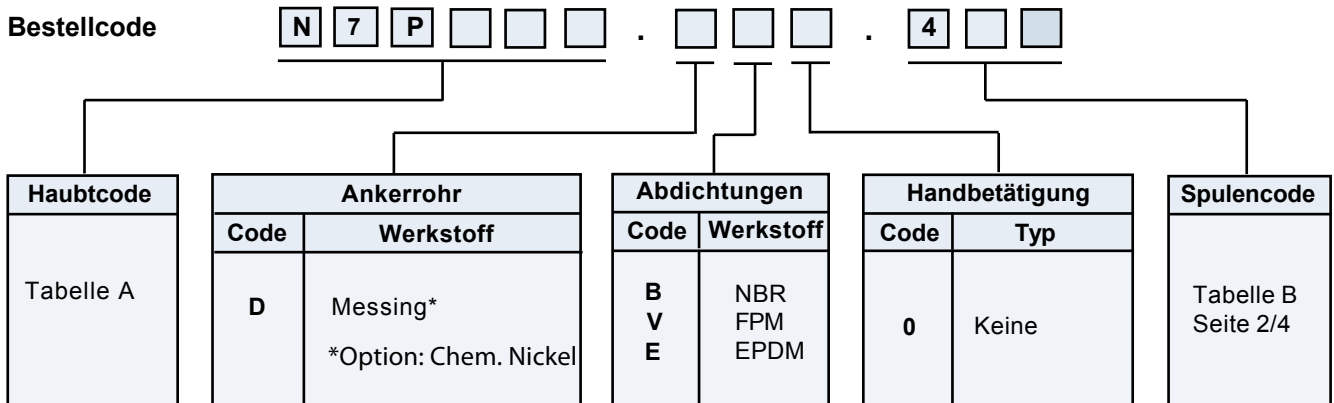 Bestellcode N 7 P . . 4
Haubtcode Ankerrohr Abdichtungen Handbetätigung Spulencode
Code Werkstoff Code Werkstoff Code Typ
Tabelle A
D Messing*
*Option: Chem. Nickel
B NBR
V FPM
E EPDM
0 Keine
Tabelle B
Seite 2/4